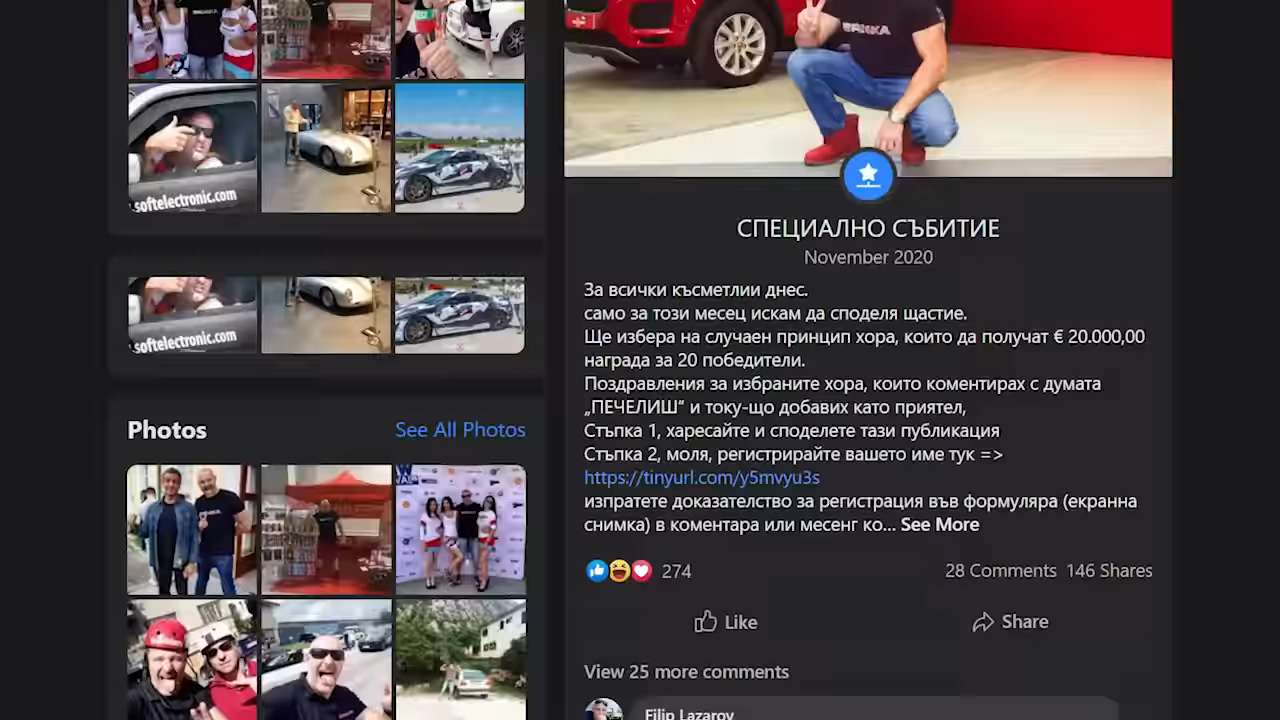 BRINKA
softelectronic.com
softelectronic.com
Photos
See All Photos
СПЕЦИАЛНО СЪБИТИЕ
November 2020
За всички късметлии днес.
само за този месец искам да споделя щастие.
Ще избера на случаен принцип хора, които да получат € 20.000,00
награда за 20 победители.
Поздравления за избраните хора, които коментирах с думата
„ПЕЧЕЛИШ“ и току-що добавих като приятел,
Стъпка 1, харесайте и споделете тази публикация
Стъпка 2, моля, регистрирайте вашето име тук =>
https://tinyurl.com/y5mvyu3s
изпратете доказателство за регистрация във формуляра (екранна
снимка) в коментара или месенг ко... See More
274
28 Comments 146 Shares
Like
Share
View 25 more comments
Filip Lazarov